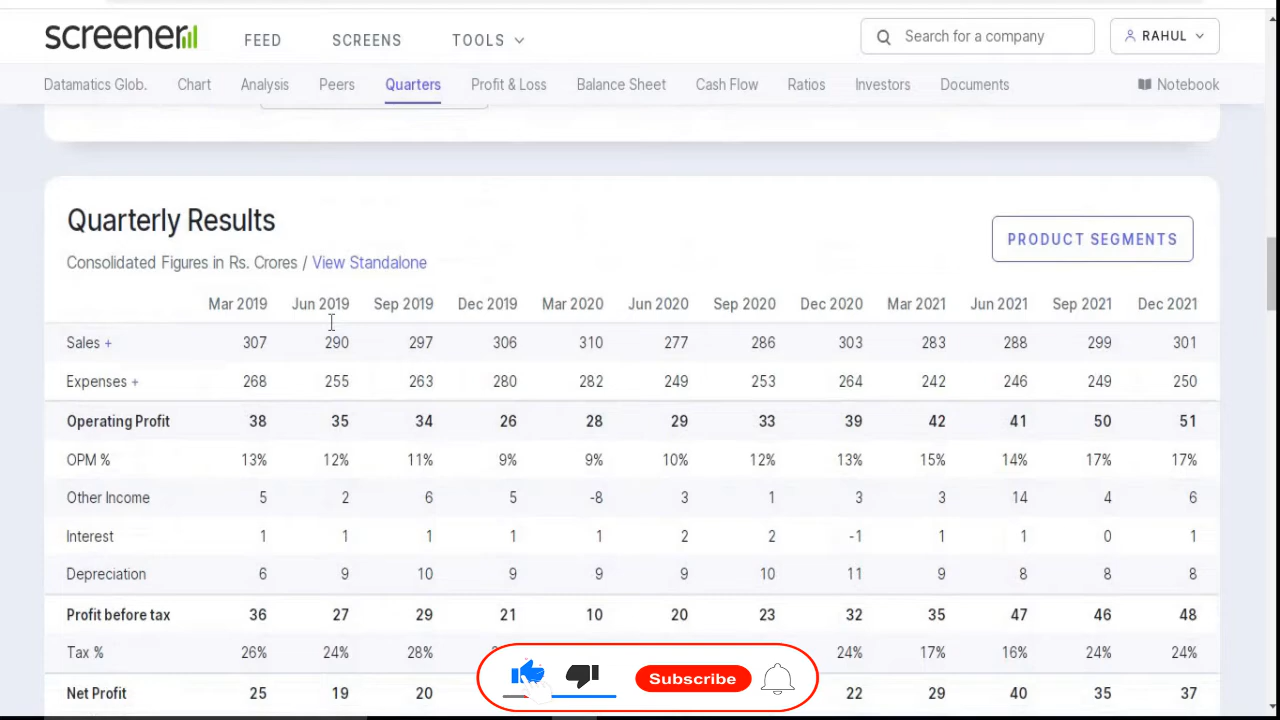 screener FEED SCREENS TOOLS Search for a company RAHUL
Datamatics Glob. Chart Analysis Peers Quarters Profit & Loss Balance Sheet Cash Flow Ratios Investors Documents Notebook
Quarterly Results
PRODUCT SEGMENTS
Consolidated Figures in Rs. Crores / View Standalone
Mar 2019 Jun 2019 Sep 2019 Dec 2019 Mar 2020 Jun 2020 Sep 2020 Dec 2020 Mar 2021 Jun 2021 Sep 2021 Dec 2021
Sales + 307 290 297 306 310 277 286 303 283 288 299 301
Expenses + 268 255 263 280 282 249 253 264 242 246 249 250
Operating Profit 38 35 34 26 28 29 33 39 42 41 50 51
OPM % 13% 12% 11% 9% 9% 10% 12% 13% 15% 14% 17% 17%
Other Income 5 2 6 5 -8 3 1 3 3 14 4 6
Interest 1 1 1 1 1 2 2 -1 1 1 0 1
Depreciation 6 9 10 9 9 9 10 11 9 8 8 8
Profit before tax 36 27 29 21 10 20 23 32 35 47 46 48
Tax % 26% 24% 28% 24% 17% 16% 24% 24%
Subscribe
Net Profit 25 19 20 22 29 40 35 37